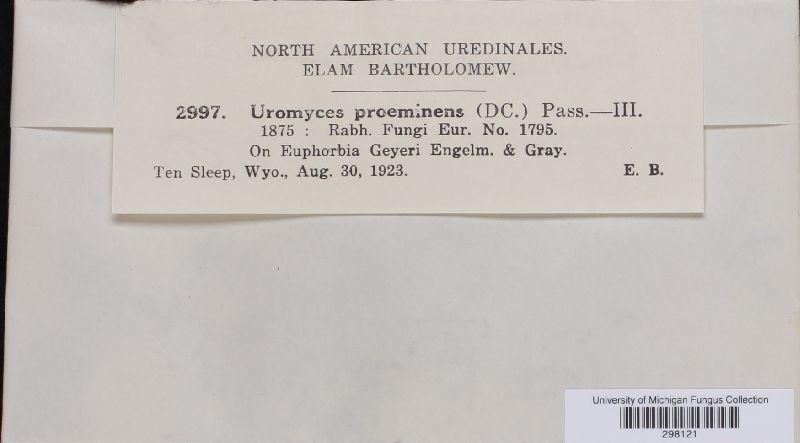 NORTH AMERICAN UREDINALES.
ELAM BARTHOLOMEW.
2997. Uromyces proeminens (DC.) Pass.—III.
1875 : Rabh. Fungi Eur. No. 1795.
On Euphorbia Geyeri Engelm. & Gray.
Ten Sleep, Wyo., Aug. 30, 1923. E. B.
University of Michigan Fungus Collection
298121